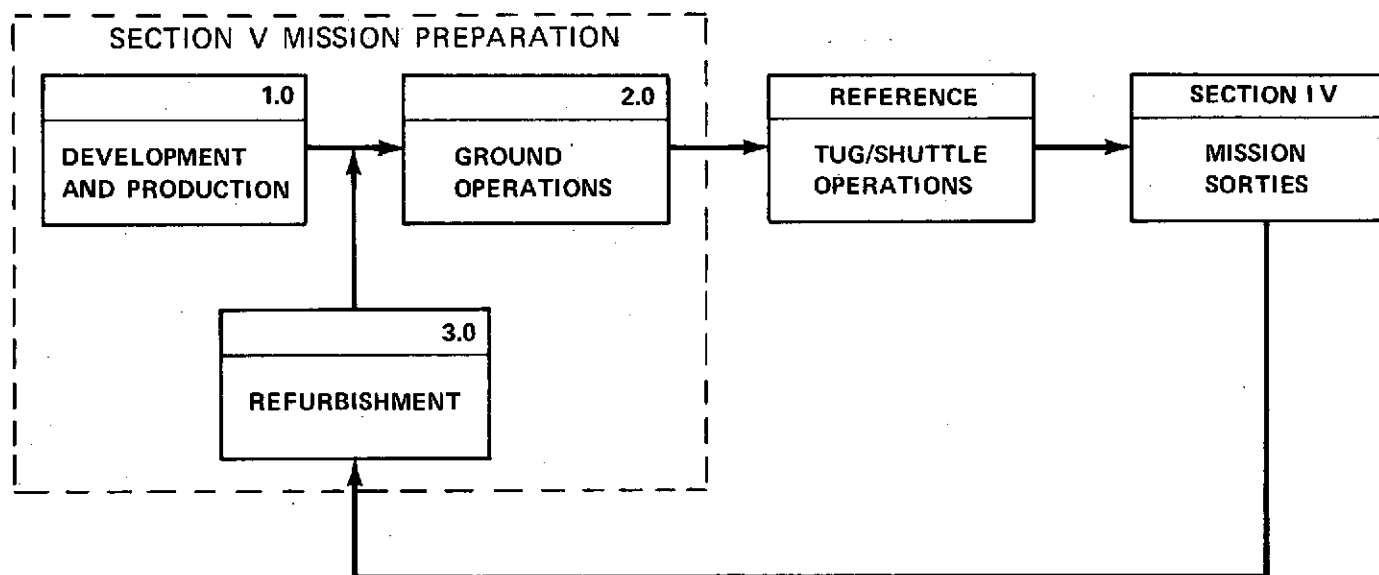 SECTION V MISSION PREPARATION
1.0
DEVELOPMENT
AND PRODUCTION
2.0
GROUND
OPERATIONS
REFERENCE
TUG/SHUTTLE
OPERATIONS
SECTION IV
MISSION
SORTIES
3.0
REFURBISHMENT